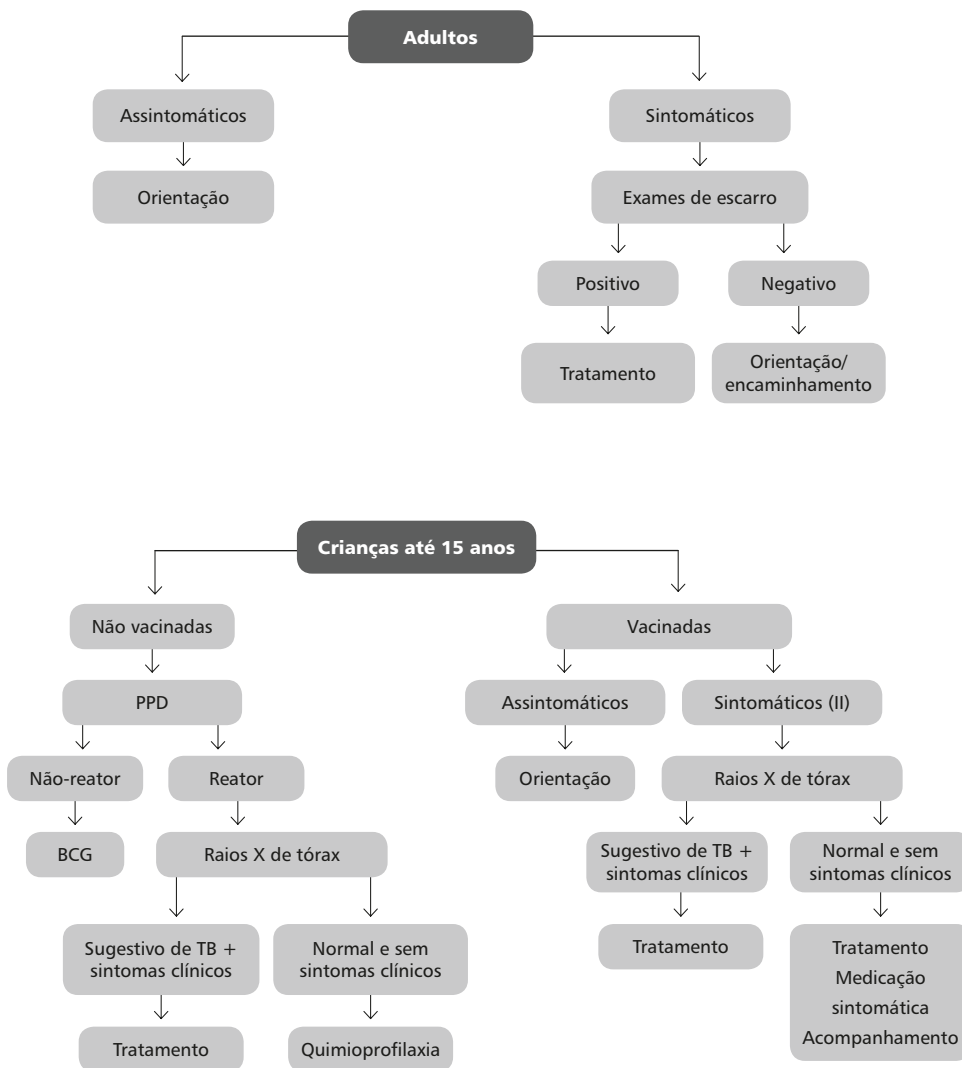 Adultos
Assintomáticos
Sintomáticos
Orientação
Exames de escarro
Positivo
Negativo
Tratamento
Orientação/
encaminhamento
Crianças até 15 anos
Não vacinadas
Vacinadas
PPD
Assintomáticos
Sintomáticos (II)
Não-reator
Reator
Orientação
Raios X de tórax
BCG
Raios X de tórax
Sugestivo de TB +
sintomas clínicos
Normal e sem
sintomas clínicos
Sugestivo de TB +
sintomas clínicos
Normal e sem
sintomas clínicos
Tratamento
Tratamento
Medicação
sintomática
Acompanhamento
Tratamento
Quimioprofilaxia